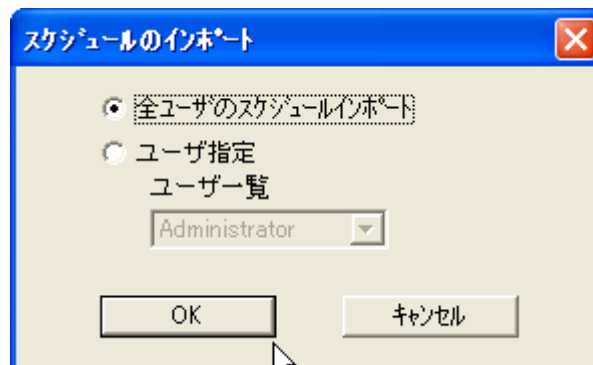 スケジュールのインポート
全ユーザのスケジュールインポート
ユーザ指定
ユーザ一覧
Administrator
OK キャンセル